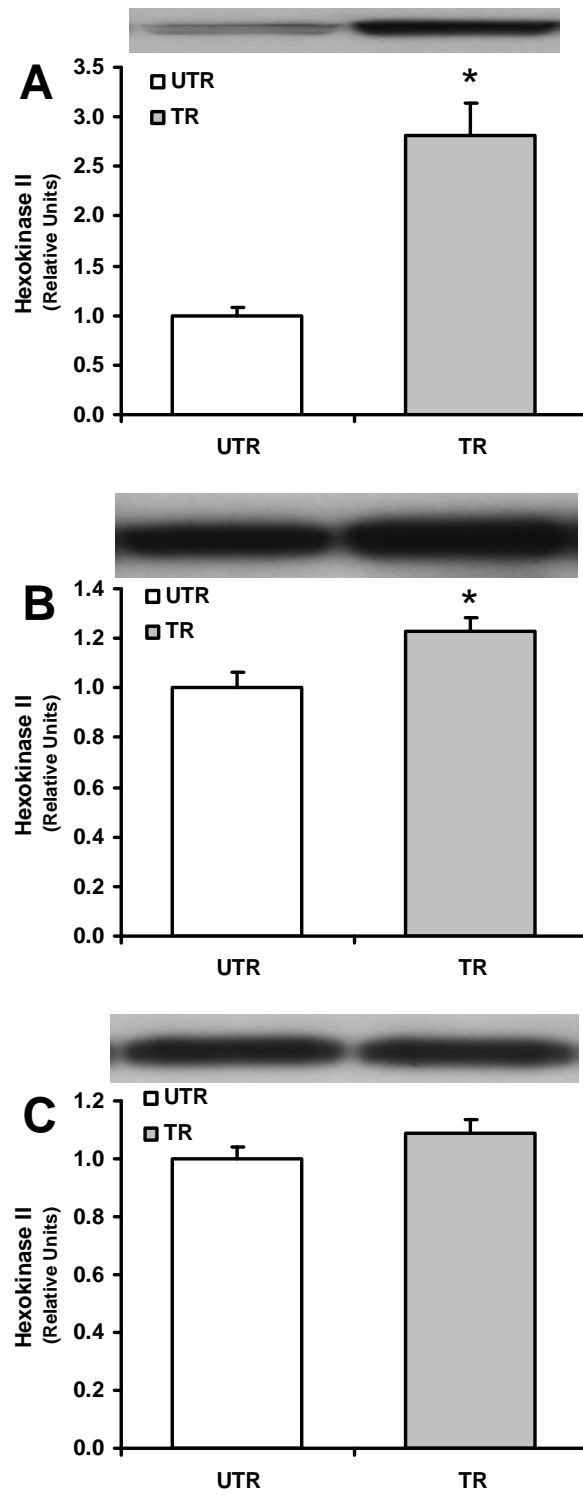 A
Hexokinase II
(Relative Units)
3.5
3.0
2.5
2.0
1.5
1.0
0.5
0.0
UTR
TR
*
UTR
TR
B
Hexokinase II
(Relative Units)
1.4
1.2
1.0
0.8
0.6
0.4
0.2
0.0
UTR
TR
*
UTR
TR
C
Hexokinase II
(Relative Units)
1.2
1.0
0.8
0.6
0.4
0.2
0.0
UTR
TR
UTR
TR